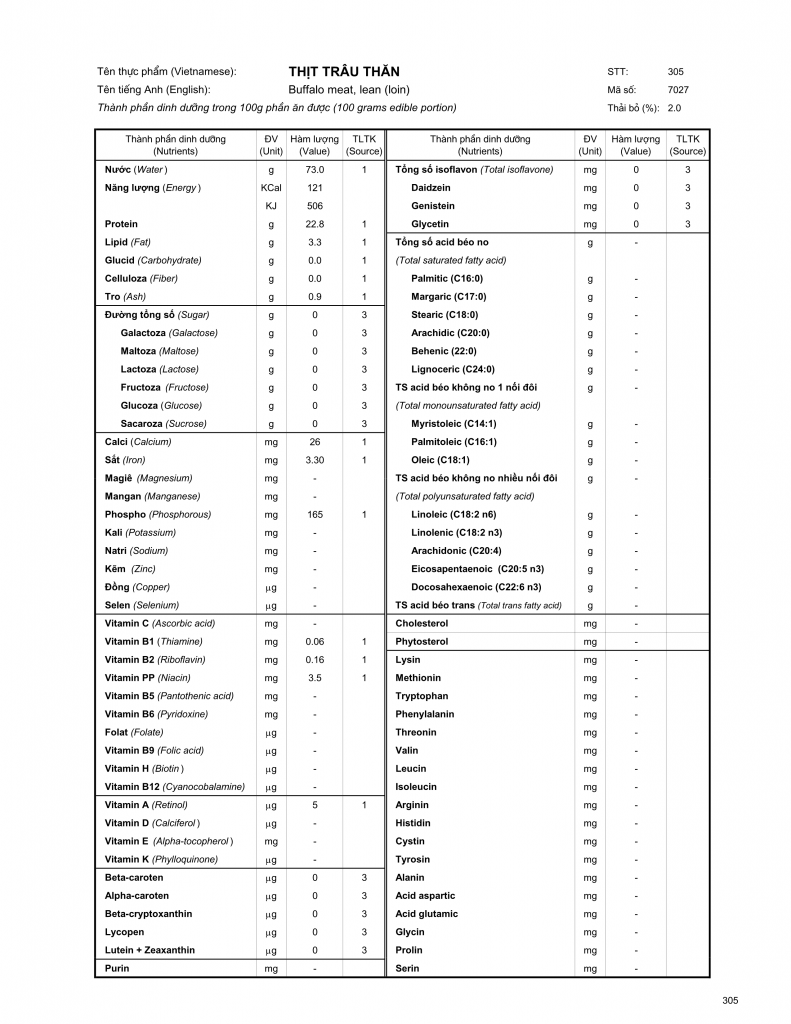 Tên thực phẩm (Vietnamese): THỊT TRÂU THĂN STT: 305
Tên tiếng Anh (English): Buffalo meat, lean (loin) Mã số: 7027
Thành phần dinh dưỡng trong 100g phần ăn được (100 grams edible portion) Thải bỏ (%): 2.0
Thành phần dinh dưỡng ĐV Hàm lượng TLTK
(Nutrients) (Unit) (Value) (Source)
Nước (Water) g 73.0 1
Năng lượng (Energy) KCal 121
KJ 506
Protein g 22.8 1
Lipid (Fat) g 3.3 1
Glucid (Carbohydrate) g 0.0 1
Celluloza (Fiber) g 0.0 1
Tro (Ash) g 0.9 1
Đường tổng số (Sugar) g 0 3
Galactoza (Galactose) g 0 3
Maltoza (Maltose) g 0 3
Lactoza (Lactose) g 0 3
Fructoza (Fructose) g 0 3
Glucoza (Glucose) g 0 3
Sacaroza (Sucrose) g 0 3
Calci (Calcium) mg 26 1
Sắt (Iron) mg 3.30 1
Magiê (Magnesium) mg -
Mangan (Manganese) mg -
Phospho (Phosphorous) mg 165 1
Kali (Potassium) mg -
Natri (Sodium) mg -
Kẽm (Zinc) mg -
Đồng (Copper) μg -
Selen (Selenium) μg -
Vitamin C (Ascorbic acid) mg -
Vitamin B1 (Thiamine) mg 0.06 1
Vitamin B2 (Riboflavin) mg 0.16 1
Vitamin PP (Niacin) mg 3.5 1
Vitamin B5 (Pantothenic acid) mg -
Vitamin B6 (Pyridoxine) mg -
Folat (Folate) μg -
Vitamin B9 (Folic acid) μg -
Vitamin H (Biotin) μg -
Vitamin B12 (Cyanocobalamine) μg -
Vitamin A (Retinol) μg 5 1
Vitamin D (Calciferol) μg -
Vitamin E (Alpha-tocopherol) mg -
Vitamin K (Phylloquinone) μg -
Beta-caroten μg 0 3
Alpha-caroten μg 0 3
Beta-cryptoxanthin μg 0 3
Lycopen μg 0 3
Lutein + Zeaxanthin μg 0 3
Purin mg -
Thành phần dinh dưỡng ĐV Hàm lượng TLTK
(Nutrients) (Unit) (Value) (Source)
Tổng số isoflavon (Total isoflavone) mg 0 3
Daidzein mg 0 3
Genistein mg 0 3
Glycetin mg 0 3
Tổng số acid béo no g -
(Total saturated fatty acid)
Palmitic (C16:0) g -
Margaric (C17:0) g -
Stearic (C18:0) g -
Arachidic (C20:0) g -
Behenic (22:0) g -
Lignoceric (C24:0) g -
TS acid béo không no 1 nối đôi g -
(Total monounsaturated fatty acid)
Myristoleic (C14:1) g -
Palmitoleic (C16:1) g -
Oleic (C18:1) g -
TS acid béo không no nhiều nối đôi g -
(Total polyunsaturated fatty acid)
Linoleic (C18:2 n6) g -
Linolenic (C18:2 n3) g -
Arachidonic (C20:4) g -
Eicosapentaenoic (C20:5 n3) g -
Docosahexaenoic (C22:6 n3) g -
TS acid béo trans (Total trans fatty acid) g -
Cholesterol mg -
Phytosterol mg -
Lysin mg -
Methionin mg -
Tryptophan mg -
Phenylalanin mg -
Threonin mg -
Valin mg -
Leucin mg -
Isoleucin mg -
Arginin mg -
Histidin mg -
Cystin mg -
Tyrosin mg -
Alanin mg -
Acid aspartic mg -
Acid glutamic mg -
Glycin mg -
Prolin mg -
Serin mg -
305